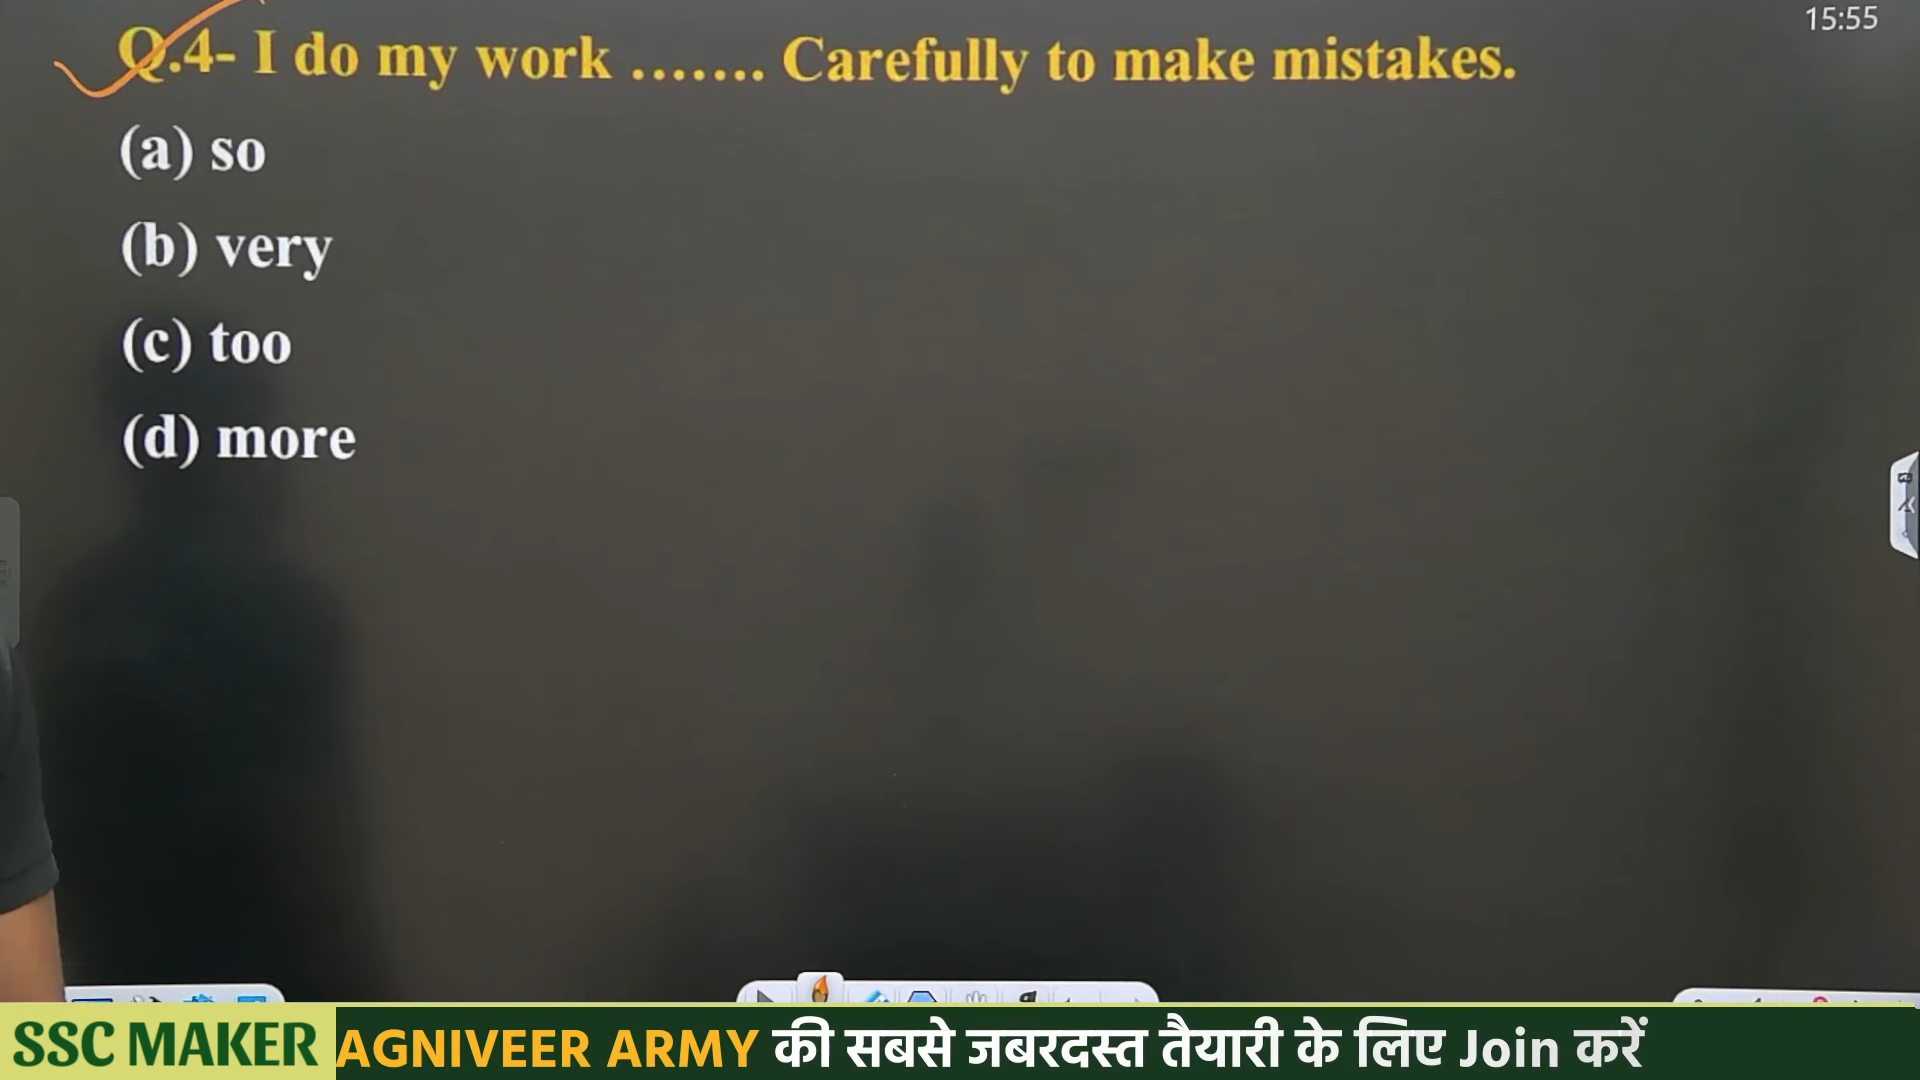 15:55
Q.4- I do my work ....... Carefully to make mistakes.
(a) so
(b) very
(c) too
(d) more
SSC MAKER AGNIVEER ARMY की सबसे जबरदस्त तैयारी के लिए Join करें